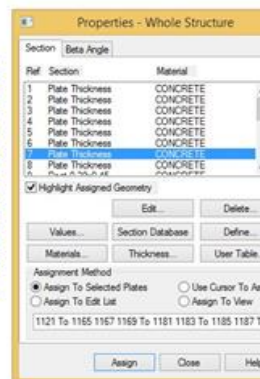 Properties - Whole Structure
Section Beta Angle
Ref Section Material
1 Plate Thickness CONCRETE
2 Plate Thickness CONCRETE
3 Plate Thickness CONCRETE
4 Plate Thickness CONCRETE
5 Plate Thickness CONCRETE
6 Plate Thickness CONCRETE
7 Plate Thickness CONCRETE
8 Plate Thickness CONCRETE
Highlight Assigned Geometry
Edit... Delete...
Values... Section Database Define...
Materials... Thickness... User Table
Assignment Method
Assign To Selected Plates Use Cursor To As
Assign To Edit List Assign To View
1121 To 1165 1167 1169 To 1181 1183 To 1185 1187 T
Assign Close Help